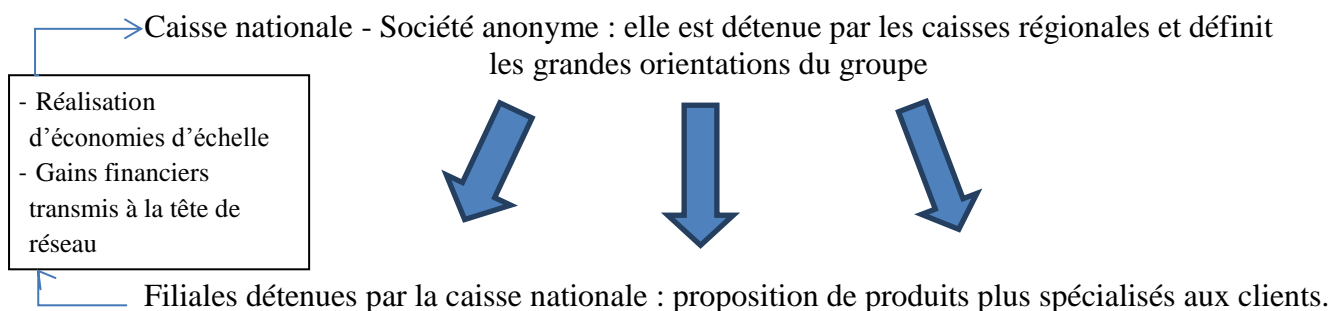 Caisse nationale - Société anonyme : elle est détenue par les caisses régionales et définit
les grandes orientations du groupe
- Réalisation
d’économies d’échelle
- Gains financiers
transmis à la tête de
réseau
Filiales détenues par la caisse nationale : proposition de produits plus spécialisés aux clients.